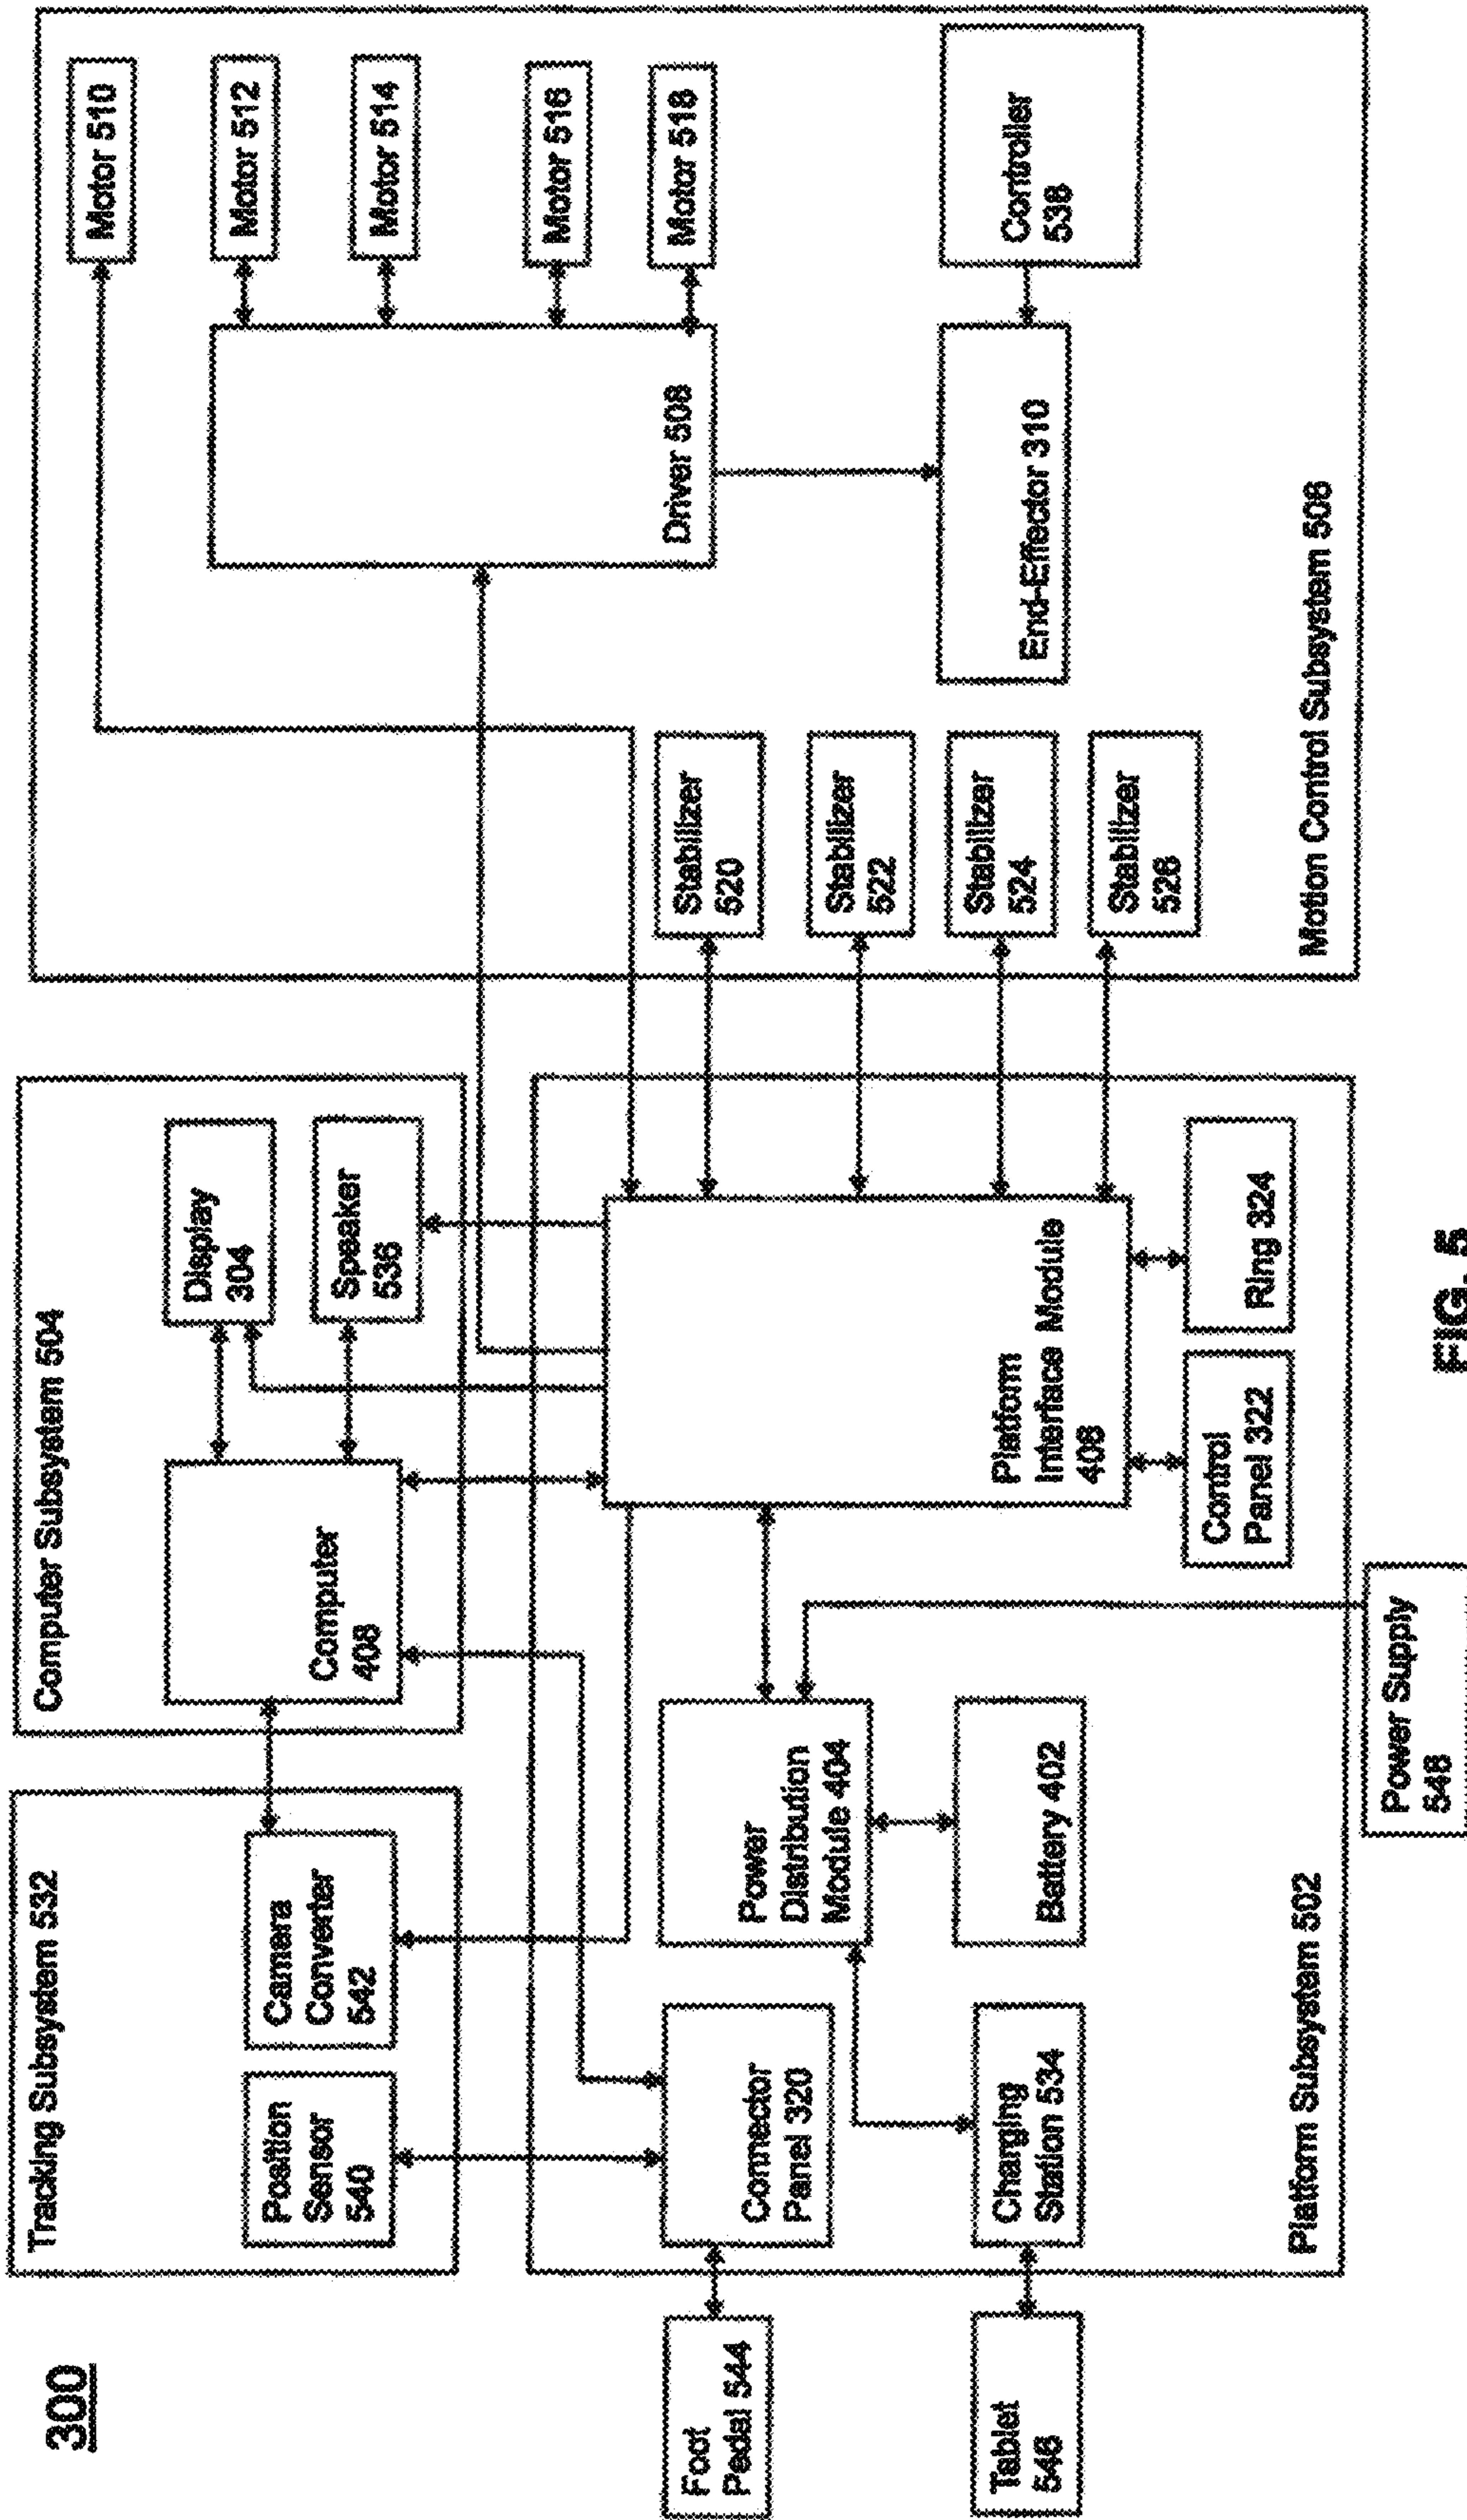 300
Tracking Subsystem 532
Position
Sensor
540
Camera
Converter
542
Computer Subsystem 504
Computer
408
Display
304
Speaker
536
Foot
Pedal 544
Tablet
546
Connector
Panel 320
Charging
Station 534
Power
Distribution
Module 404
Battery 402
Platform
Interface Module
406
Control
Panel 322
Ring 324
Platform Subsystem 502
Power Supply
548
Motor 510
Motor 512
Motor 514
Motor 516
Motor 518
Driver 508
Stabilizer
520
Stabilizer
522
Stabilizer
524
Stabilizer
526
End-Effector 310
Controller
538
Motion Control Subsystem 506
FIG. 5